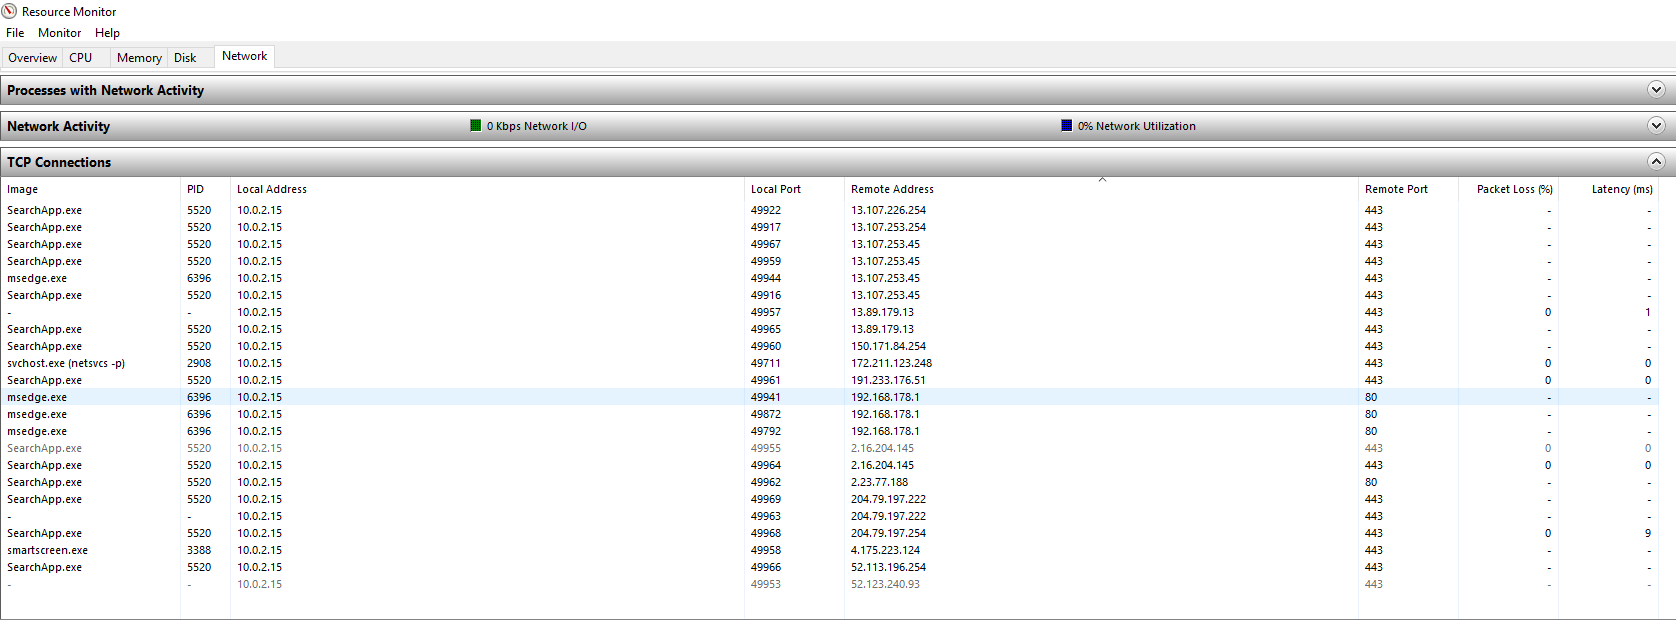 Resource Monitor
File Monitor Help
Overview CPU Memory Disk Network
Processes with Network Activity
Network Activity 0 Kbps Network I/O 0% Network Utilization
TCP Connections
Image PID Local Address Local Port Remote Address Remote Port Packet Loss (%) Latency (ms)
SearchApp.exe 5520 10.0.2.15 49922 13.107.226.254 443 - -
SearchApp.exe 5520 10.0.2.15 49917 13.107.253.254 443 - -
SearchApp.exe 5520 10.0.2.15 49967 13.107.253.45 443 - -
SearchApp.exe 5520 10.0.2.15 49959 13.107.253.45 443 - -
msedge.exe 6396 10.0.2.15 49944 13.107.253.45 443 - -
SearchApp.exe 5520 10.0.2.15 49916 13.107.253.45 443 - -
- - 10.0.2.15 49957 13.89.179.13 443 0 1
SearchApp.exe 5520 10.0.2.15 49965 13.89.179.13 443 - -
SearchApp.exe 5520 10.0.2.15 49960 150.171.84.254 443 - -
svchost.exe (netsvcs -p) 2908 10.0.2.15 49711 172.211.123.248 443 0 0
SearchApp.exe 5520 10.0.2.15 49961 191.233.176.51 443 0 0
msedge.exe 6396 10.0.2.15 49941 192.168.178.1 80 - -
msedge.exe 6396 10.0.2.15 49872 192.168.178.1 80 - -
msedge.exe 6396 10.0.2.15 49792 192.168.178.1 80 - -
SearchApp.exe 5520 10.0.2.15 49955 2.16.204.145 443 0 0
SearchApp.exe 5520 10.0.2.15 49964 2.16.204.145 443 0 0
SearchApp.exe 5520 10.0.2.15 49962 2.23.77.188 80 - -
SearchApp.exe 5520 10.0.2.15 49969 204.79.197.222 443 - -
- - 10.0.2.15 49963 204.79.197.222 443 - -
SearchApp.exe 5520 10.0.2.15 49968 204.79.197.254 443 0 9
smartscreen.exe 3388 10.0.2.15 49958 4.175.223.124 443 - -
SearchApp.exe 5520 10.0.2.15 49966 52.113.196.254 443 - -
- - 10.0.2.15 49953 52.123.240.93 443 - -